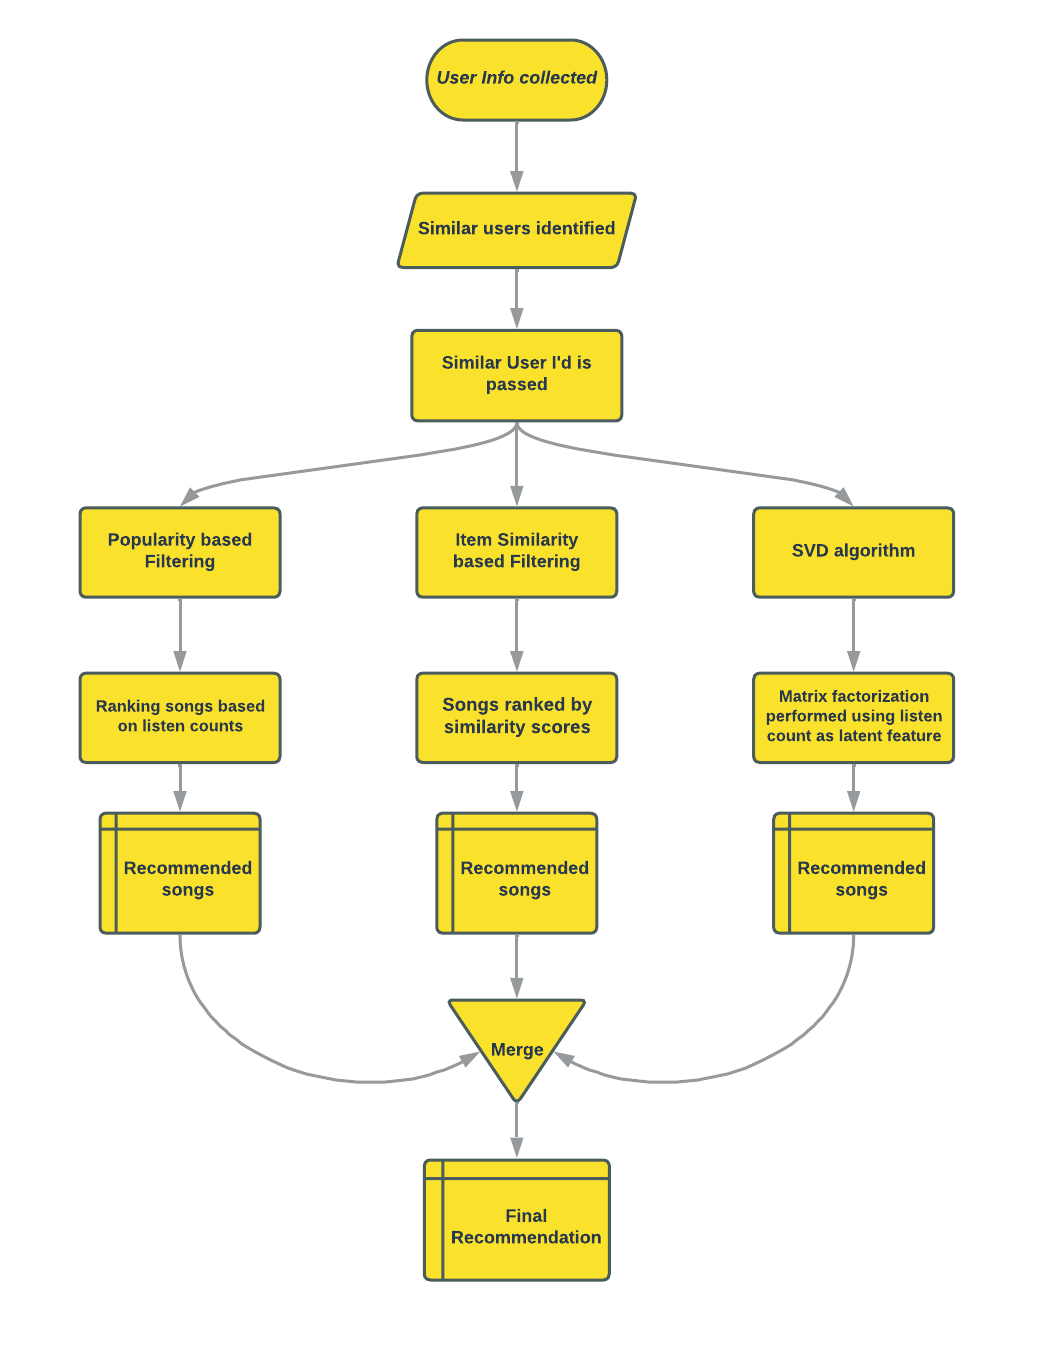 User Info collected
Similar users identified
Similar User I'd is
passed
Popularity based
Filtering
Item Similarity
based Filtering
SVD algorithm
Ranking songs based
on listen counts
Songs ranked by
similarity scores
Matrix factorization
performed using listen
count as latent feature
Recommended
songs
Recommended
songs
Recommended
songs
Merge
Final
Recommendation